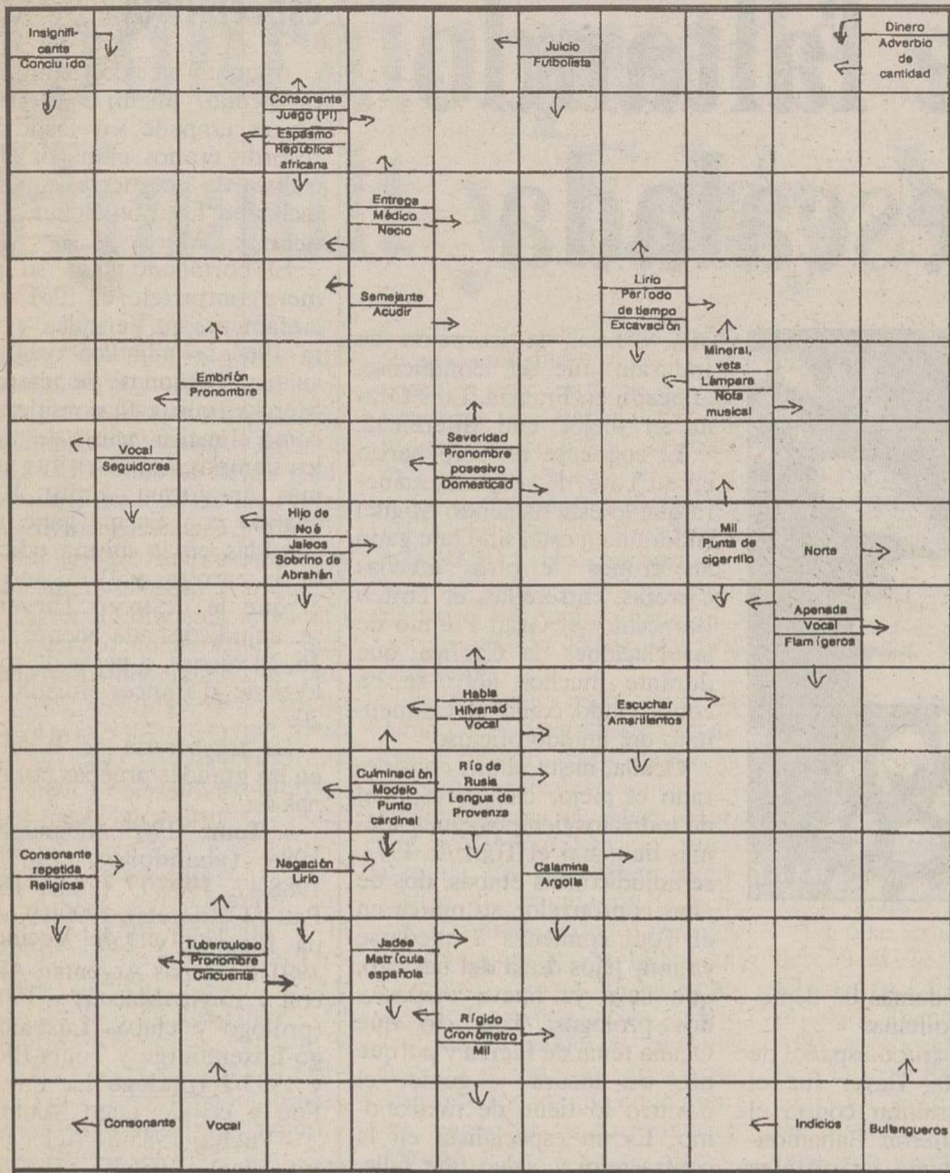 Insignifi-
cante
Concluído
Juicio
Futbolista
Dinero
Adverbio
de
cantidad
Consonante
Juego (Pl)
Espasmo
República
africana
Entrega
Médico
Necio
Semejante
Acudir
Lirio
Período
de tiempo
Excavación
Embrión
Pronombre
Mineral,
veta
Lámpara
Nota
musical
Vocal
Seguidores
Severidad
Pronombre
posesivo
Domesticad
Hijo de
Noé
Jaleos
Sobrino de
Abrahán
Mil
Punta de
cigarrillo
Norte
Apenada
Vocal
Flamígeros
Habla
Hilvanad
Vocal
Escuchar
Amarillentos
Culminación
Modelo
Punto
cardinal
Río de
Rusia
Lengua de
Provenza
Consonante
repetida
Religiosa
Negación
Lirio
Calamina
Argolla
Tuberculoso
Pronombre
Cincuenta
Jadea
Matrícula
española
Rígido
Cronómetro
Mil
Consonante
Vocal
Indicios
Bullangueros